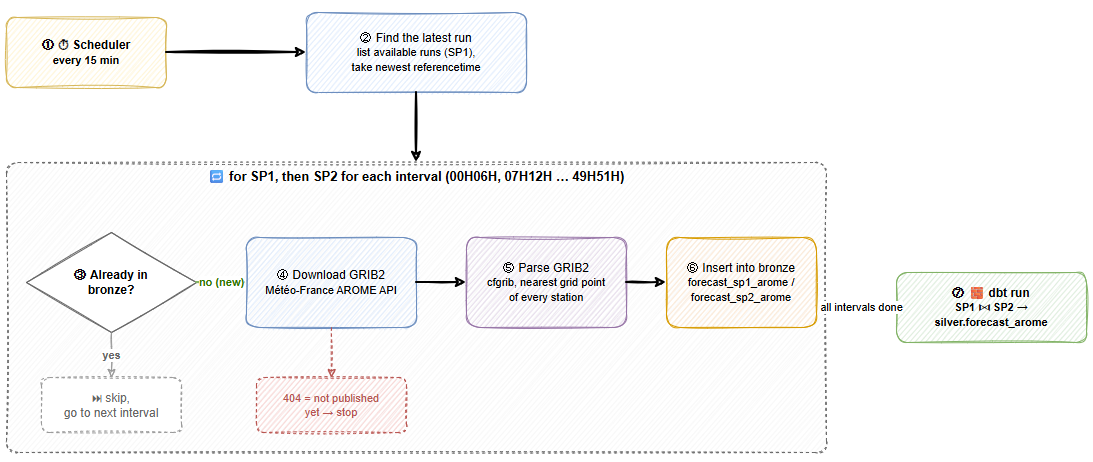 ① ⏱ Scheduler
every 15 min
② Find the latest run
list available runs (SP1),
take newest referencetime
🔁 for SP1, then SP2 for each interval (00H06H, 07H12H … 49H51H)
③ Already in
bronze?
no (new)
④ Download GRIB2
Météo-France AROME API
⑤ Parse GRIB2
cfgrib, nearest grid point
of every station
⑥ Insert into bronze
forecast_sp1_arome /
forecast_sp2_arome
all intervals done
⑦ 🧱 dbt run
SP1 ⋈ SP2 →
silver.forecast_arome
yes
⏭ skip,
go to next interval
404 = not published
yet → stop